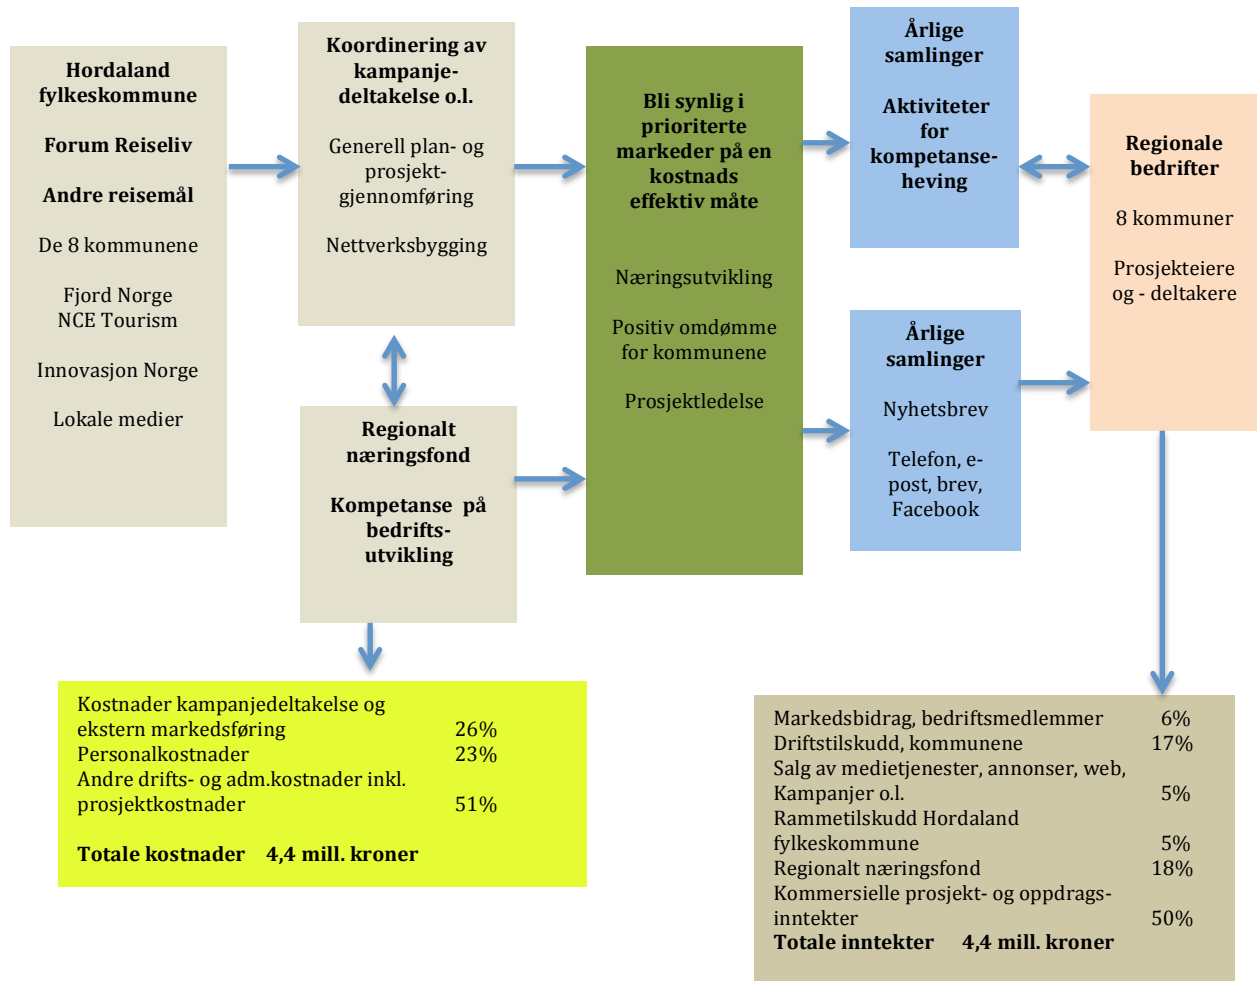 Hordaland
fylkeskommune
Forum Reiseliv
Andre reisemål
De 8 kommunene
Fjord Norge
NCE Tourism
Innovasjon Norge
Lokale medier
Koordinering av
kampanje-
deltakelse o.l.
Generell plan- og
prosjekt-
gjennomføring
Nettverksbygging
Regionalt
næringsfond
Kompetanse på
bedrifts-
utvikling
Bli synlig i
prioriterte
markeder på en
kostnads
effektiv måte
Næringsutvikling
Positiv omdømme
for kommunene
Prosjektledelse
Årlige
samlinger
Aktiviteter
for
kompetanse-
heving
Årlige
samlinger
Nyhetsbrev
Telefon, e-
post, brev,
Facebook
Regionale
bedrifter
8 kommuner
Prosjekteiere
og - deltakere
Kostnader kampanjedeltakelse og
ekstern markedsføring 26%
Personalkostnader 23%
Andre drifts- og adm.kostnader inkl.
prosjektkostnader 51%
Totale kostnader 4,4 mill. kroner
Markedsbidrag, bedriftsmedlemmer 6%
Driftstilskudd, kommunene 17%
Salg av medietjenester, annonser, web,
Kampanjer o.l. 5%
Rammetilskudd Hordaland
fylkeskommune 5%
Regionalt næringsfond 18%
Kommersielle prosjekt- og oppdrags-
inntekter 50%
Totale inntekter 4,4 mill. kroner